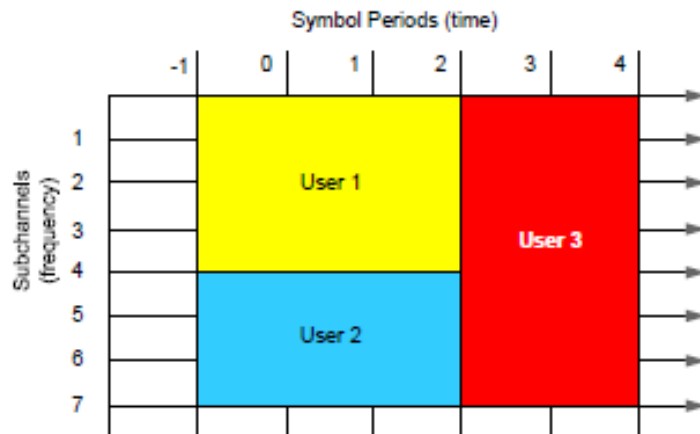 Symbol Periods (time)
-1 0 1 2 3 4
Subchannels
(frequency)
1
2
3
4
5
6
7
User 1
User 2
User 3